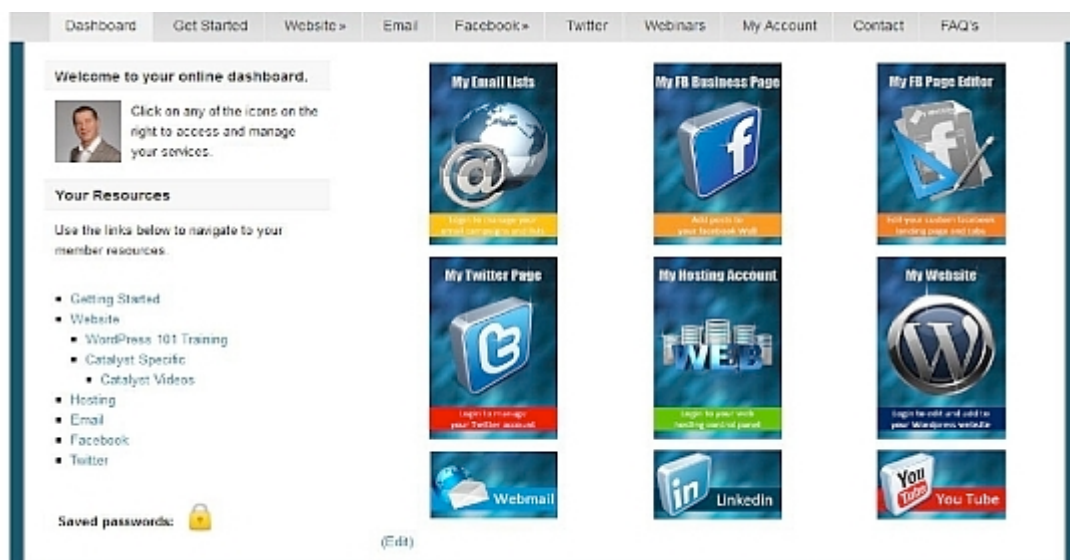 Dashboard Get Started Website » Email Facebook » Twitter Webinars My Account Contact FAQ's
Welcome to your online dashboard.
Click on any of the icons on the
right to access and manage
your services.
Your Resources
Use the links below to navigate to your
member resources.
Getting Started
Website
WordPress 101 Training
Catalyst Specific
Catalyst Videos
Hosting
Email
Facebook
Twitter
Saved passwords:
(Edit)
My Email Lists
Login to manage your
email campaigns and lists
My FB Business Page
Add posts to
your facebook Wall
My FB Page Editor
Edit your custom facebook
landing page and tabs
My Twitter Page
Login to manage
your Twitter account
My Hosting Account
WEB
Login to your web
hosting control panel
My Website
W
Login to edit and add to
your Wordpress website
Webmail
in
LinkedIn
You
Tube
You Tube